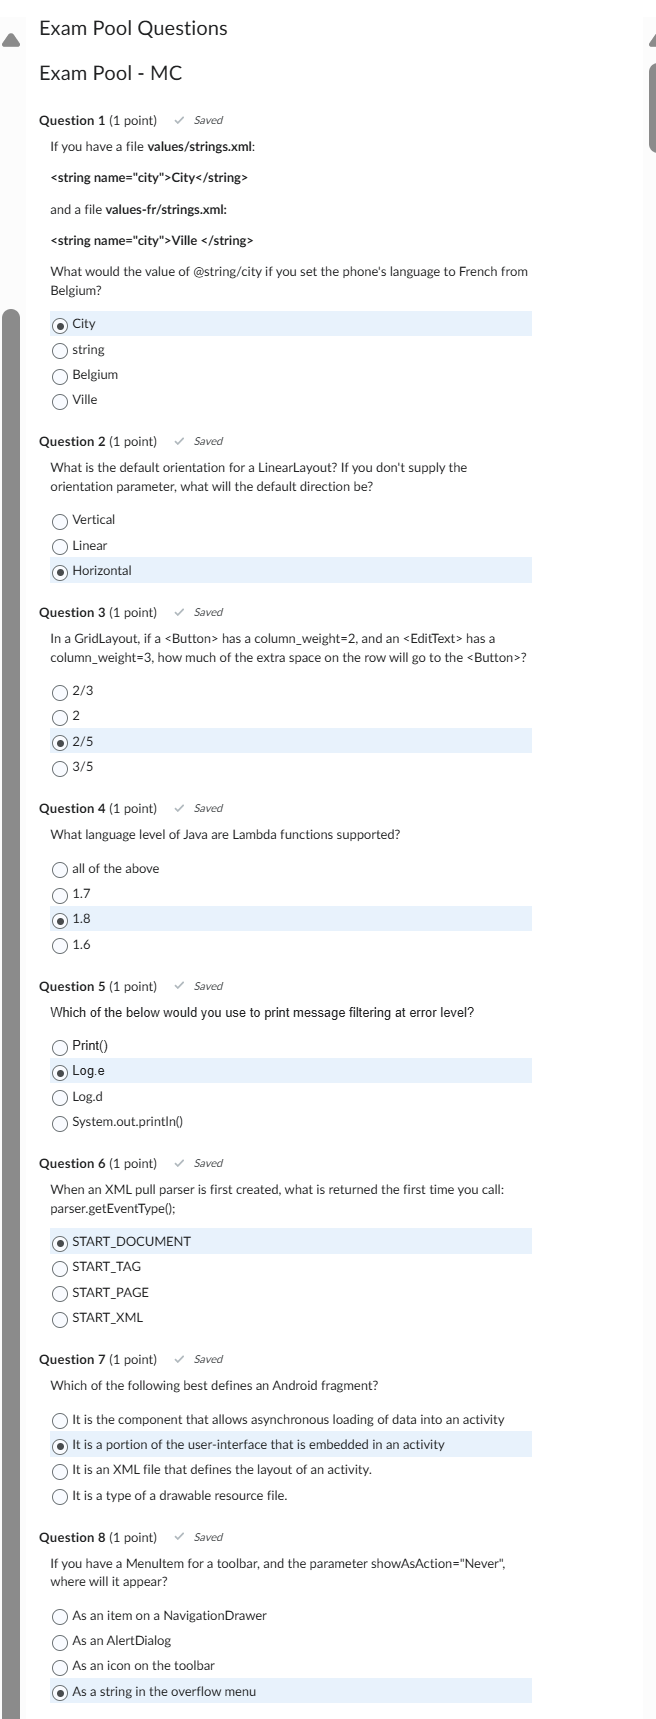 Exam Pool Questions
Exam Pool - MC
Question 1 (1 point) Saved
If you have a file values/strings.xml:
<string name="city">City</string>
and a file values-fr/strings.xml:
<string name="city">Ville </string>
What would the value of @string/city if you set the phone's language to French from
Belgium?
City
string
Belgium
Ville
Question 2 (1 point) Saved
What is the default orientation for a LinearLayout? If you don't supply the
orientation parameter, what will the default direction be?
Vertical
Linear
Horizontal
Question 3 (1 point) Saved
In a GridLayout, if a <Button> has a column_weight=2, and an <EditText> has a
column_weight=3, how much of the extra space on the row will go to the <Button>?
2/3
2
2/5
3/5
Question 4 (1 point) Saved
What language level of Java are Lambda functions supported?
all of the above
1.7
1.8
1.6
Question 5 (1 point) Saved
Which of the below would you use to print message filtering at error level?
Print()
Log.e
Log.d
System.out.println()
Question 6 (1 point) Saved
When an XML pull parser is first created, what is returned the first time you call:
parser.getEventType();
START_DOCUMENT
START_TAG
START_PAGE
START_XML
Question 7 (1 point) Saved
Which of the following best defines an Android fragment?
It is the component that allows asynchronous loading of data into an activity
It is a portion of the user-interface that is embedded in an activity
It is an XML file that defines the layout of an activity.
It is a type of a drawable resource file.
Question 8 (1 point) Saved
If you have a MenuItem for a toolbar, and the parameter showAsAction="Never",
where will it appear?
As an item on a NavigationDrawer
As an AlertDialog
As an icon on the toolbar
As a string in the overflow menu